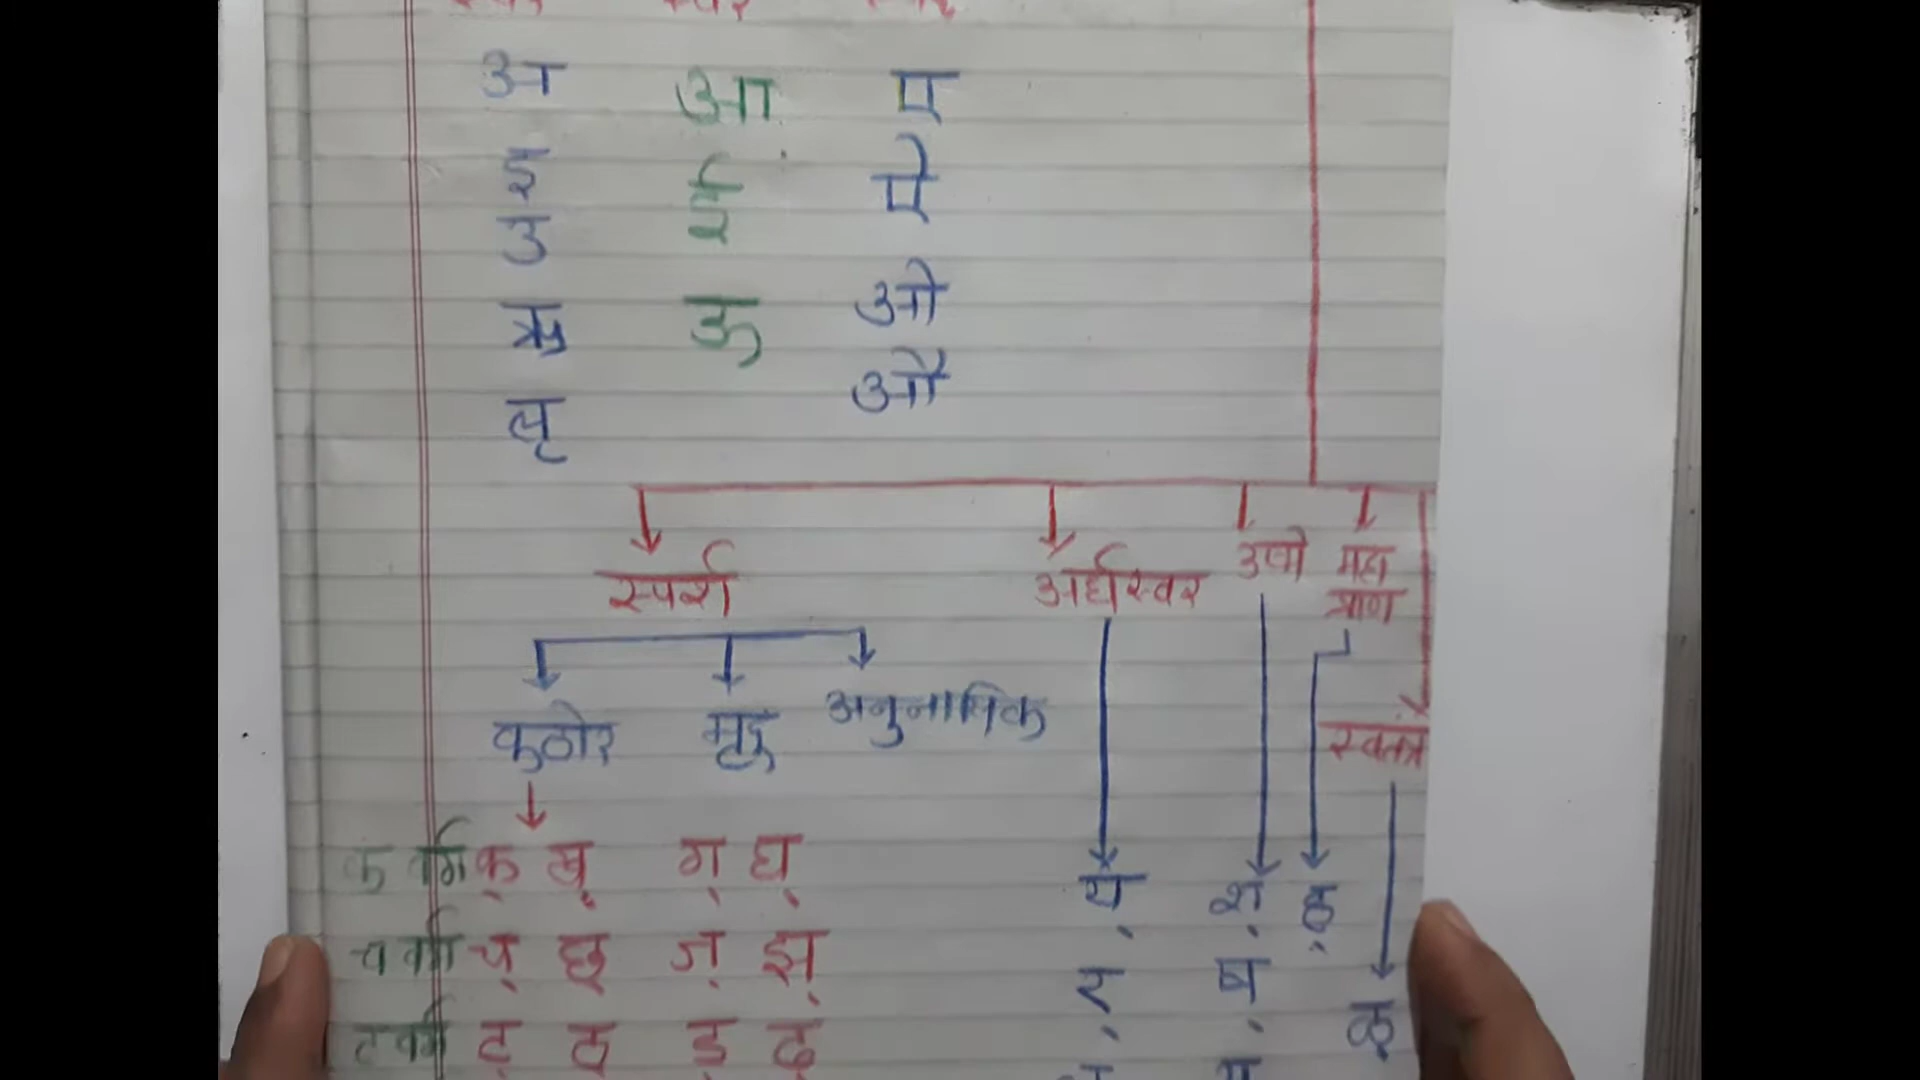 अ आ ए
इ ई ऐ
उ
ऋ ऊ ओ
लृ औ
स्पर्श अर्धस्वर उष्मे महा
प्राण
कठोर मृदू अनुनासिक स्वतंत्र
क वर्ग क् ख् ग् घ् य् श् ह्
च वर्ग च् छ् ज् झ् र् ष् ळ्
ट वर्ग ट् ठ् ड् ढ्